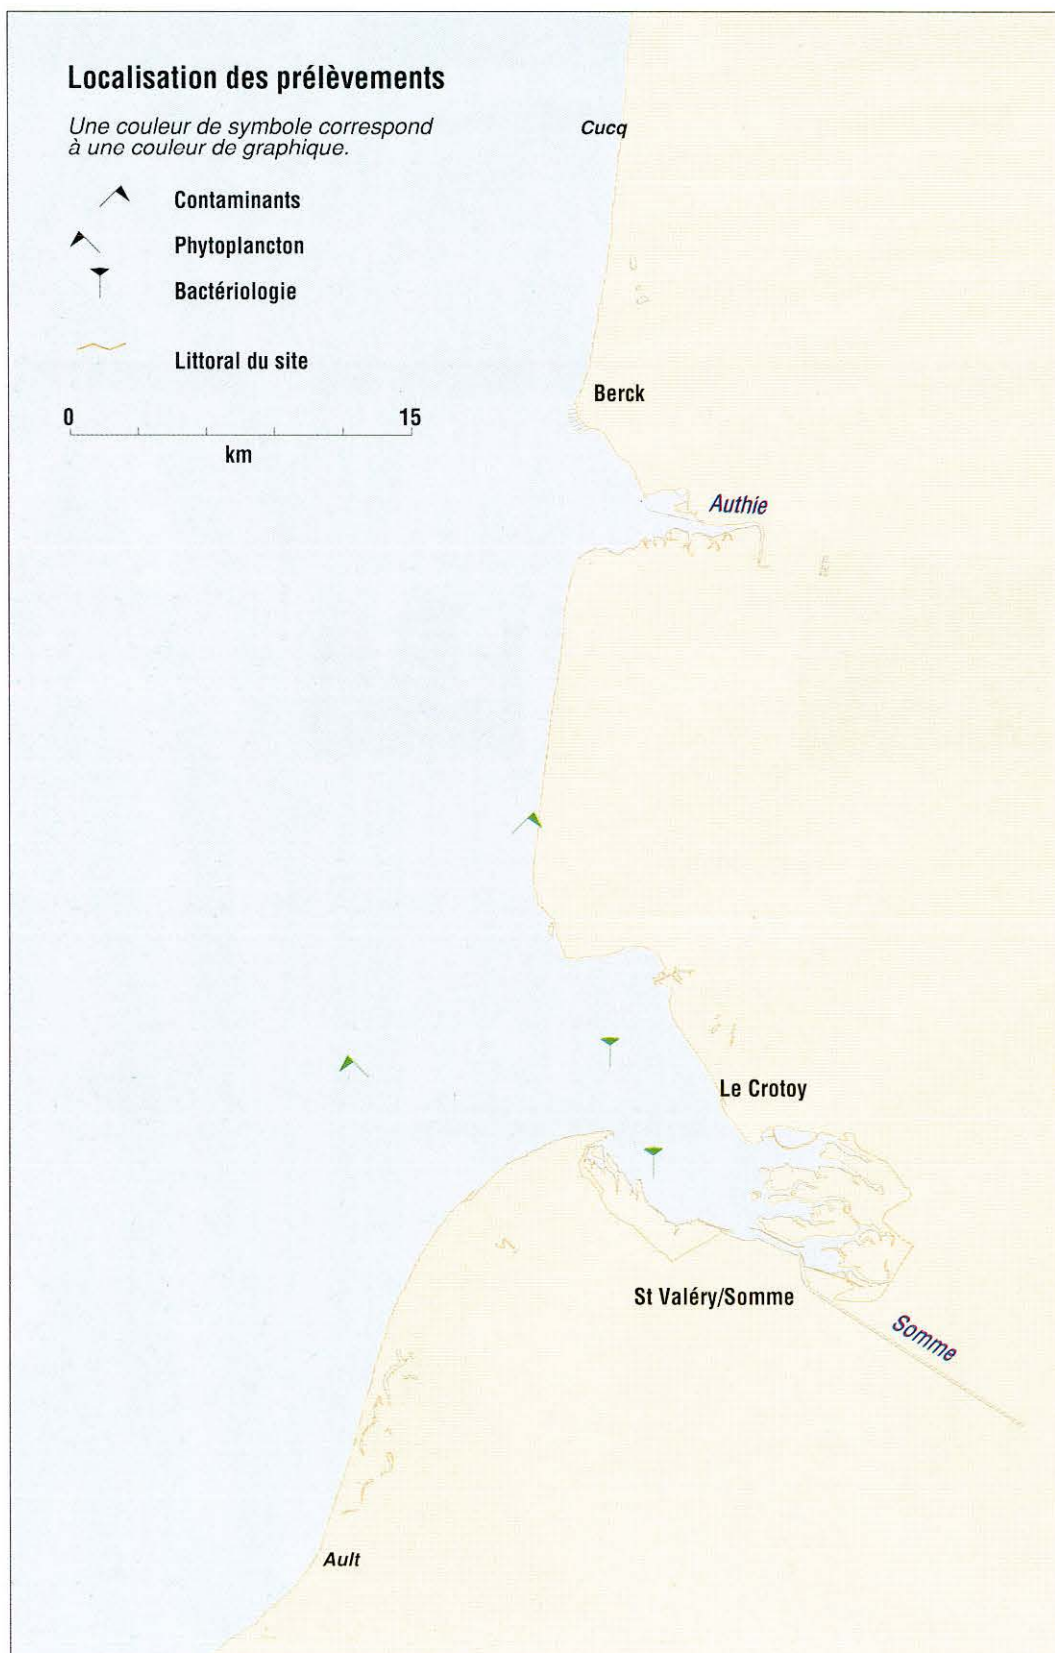 Localisation des prélèvements
Une couleur de symbole correspond
à une couleur de graphique.
Contaminants
Phytoplancton
Bactériologie
Littoral du site
0 15
km
Cucq
Berck
Authie
Le Crotoy
St Valéry/Somme
Somme
Ault